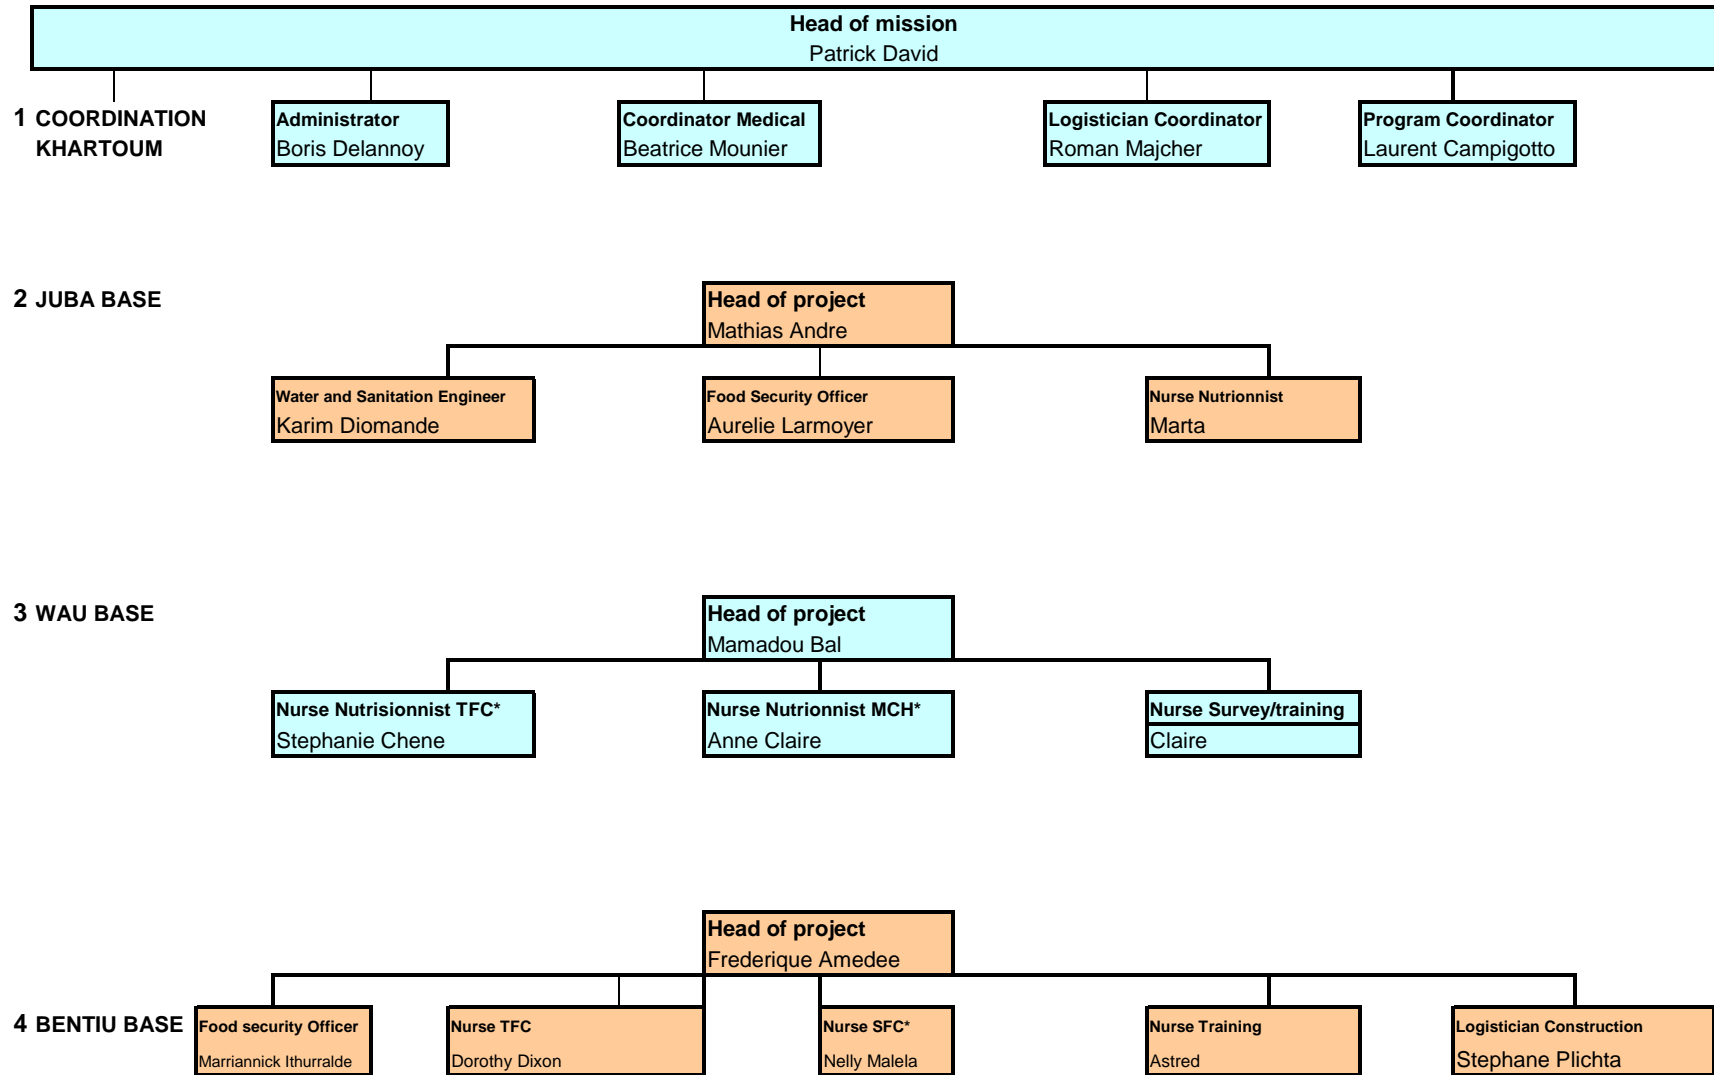 Head of mission
Patrick David
1 COORDINATION KHARTOUM
Administrator
Boris Delannoy
Coordinator Medical
Beatrice Mounier
Logistician Coordinator
Roman Majcher
Program Coordinator
Laurent Campigotto
2 JUBA BASE
Head of project
Mathias Andre
Water and Sanitation Engineer
Karim Diomande
Food Security Officer
Aurelie Larmoyer
Nurse Nutrionnist
Marta
3 WAU BASE
Head of project
Mamadou Bal
Nurse Nutrisionnist TFC*
Stephanie Chene
Nurse Nutrionnist MCH*
Anne Claire
Nurse Survey/training
Claire
Head of project
Frederique Amedee
4 BENTIU BASE
Food security Officer
Marriannick Ithurralde
Nurse TFC
Dorothy Dixon
Nurse SFC*
Nelly Malela
Nurse Training
Astred
Logistician Construction
Stephane Plichta